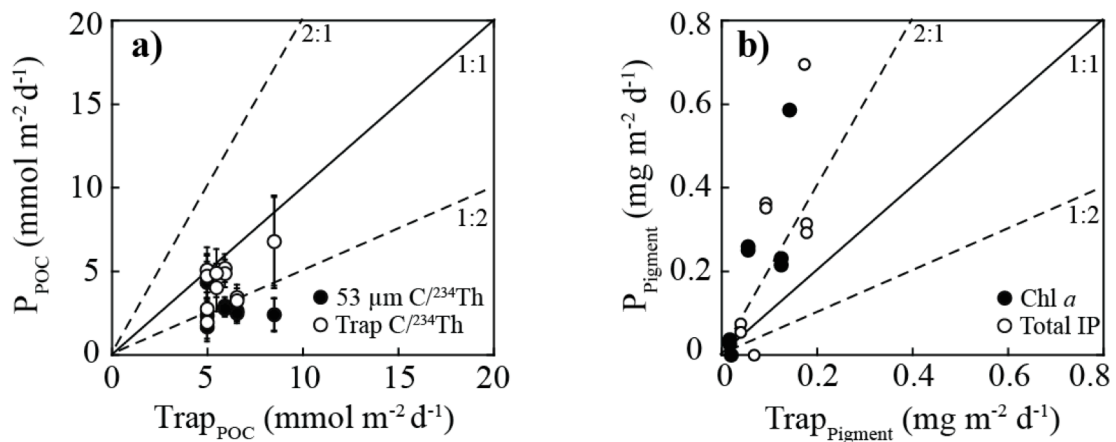 a)
20
15
10
5
0
2:1
1:1
1:2
53 µm C/²³⁴Th
Trap C/²³⁴Th
0 5 10 15 20
P_POC (mmol m⁻² d⁻¹)
Trap_POC (mmol m⁻² d⁻¹)
b)
0.8
0.6
0.4
0.2
0
2:1
1:1
1:2
Chl a
Total IP
0 0.2 0.4 0.6 0.8
P_Pigment (mg m⁻² d⁻¹)
Trap_Pigment (mg m⁻² d⁻¹)